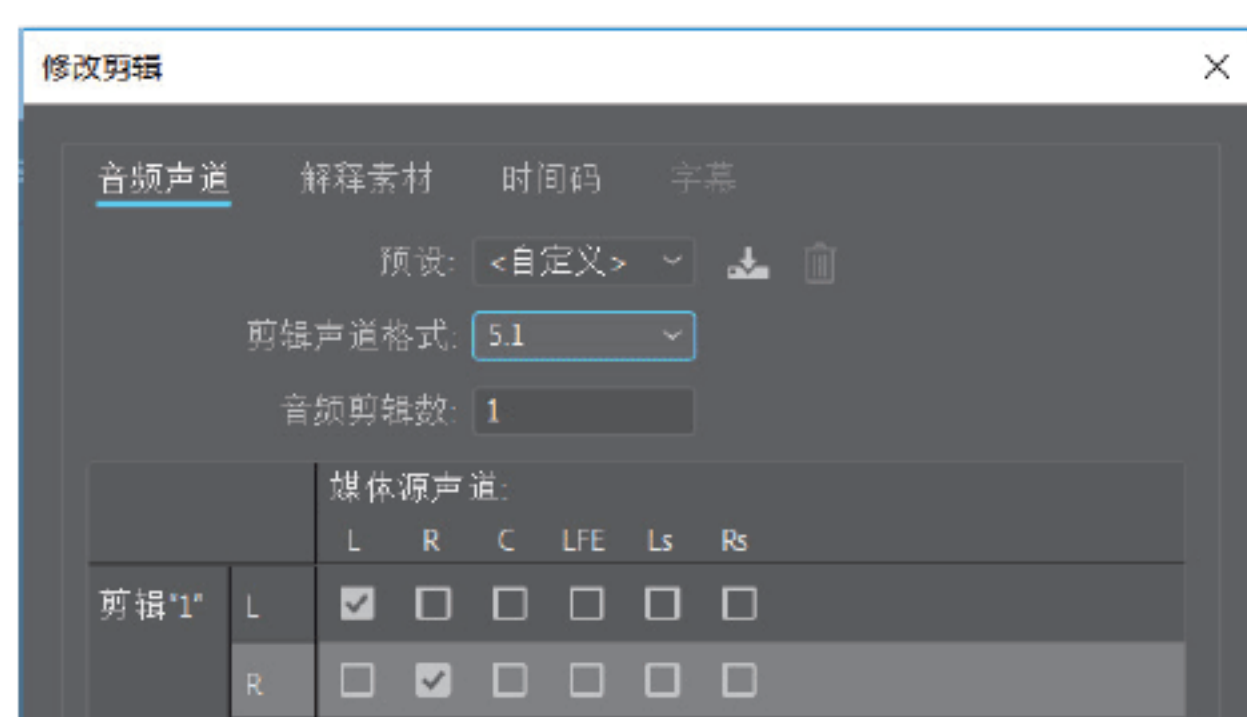 修改剪辑
音频声道 解释素材 时间码 字幕
预设: <自定义>
剪辑声道格式: 5.1
音频剪辑数: 1
媒体源声道:
L R C LFE Ls Rs
剪辑"1" L
R